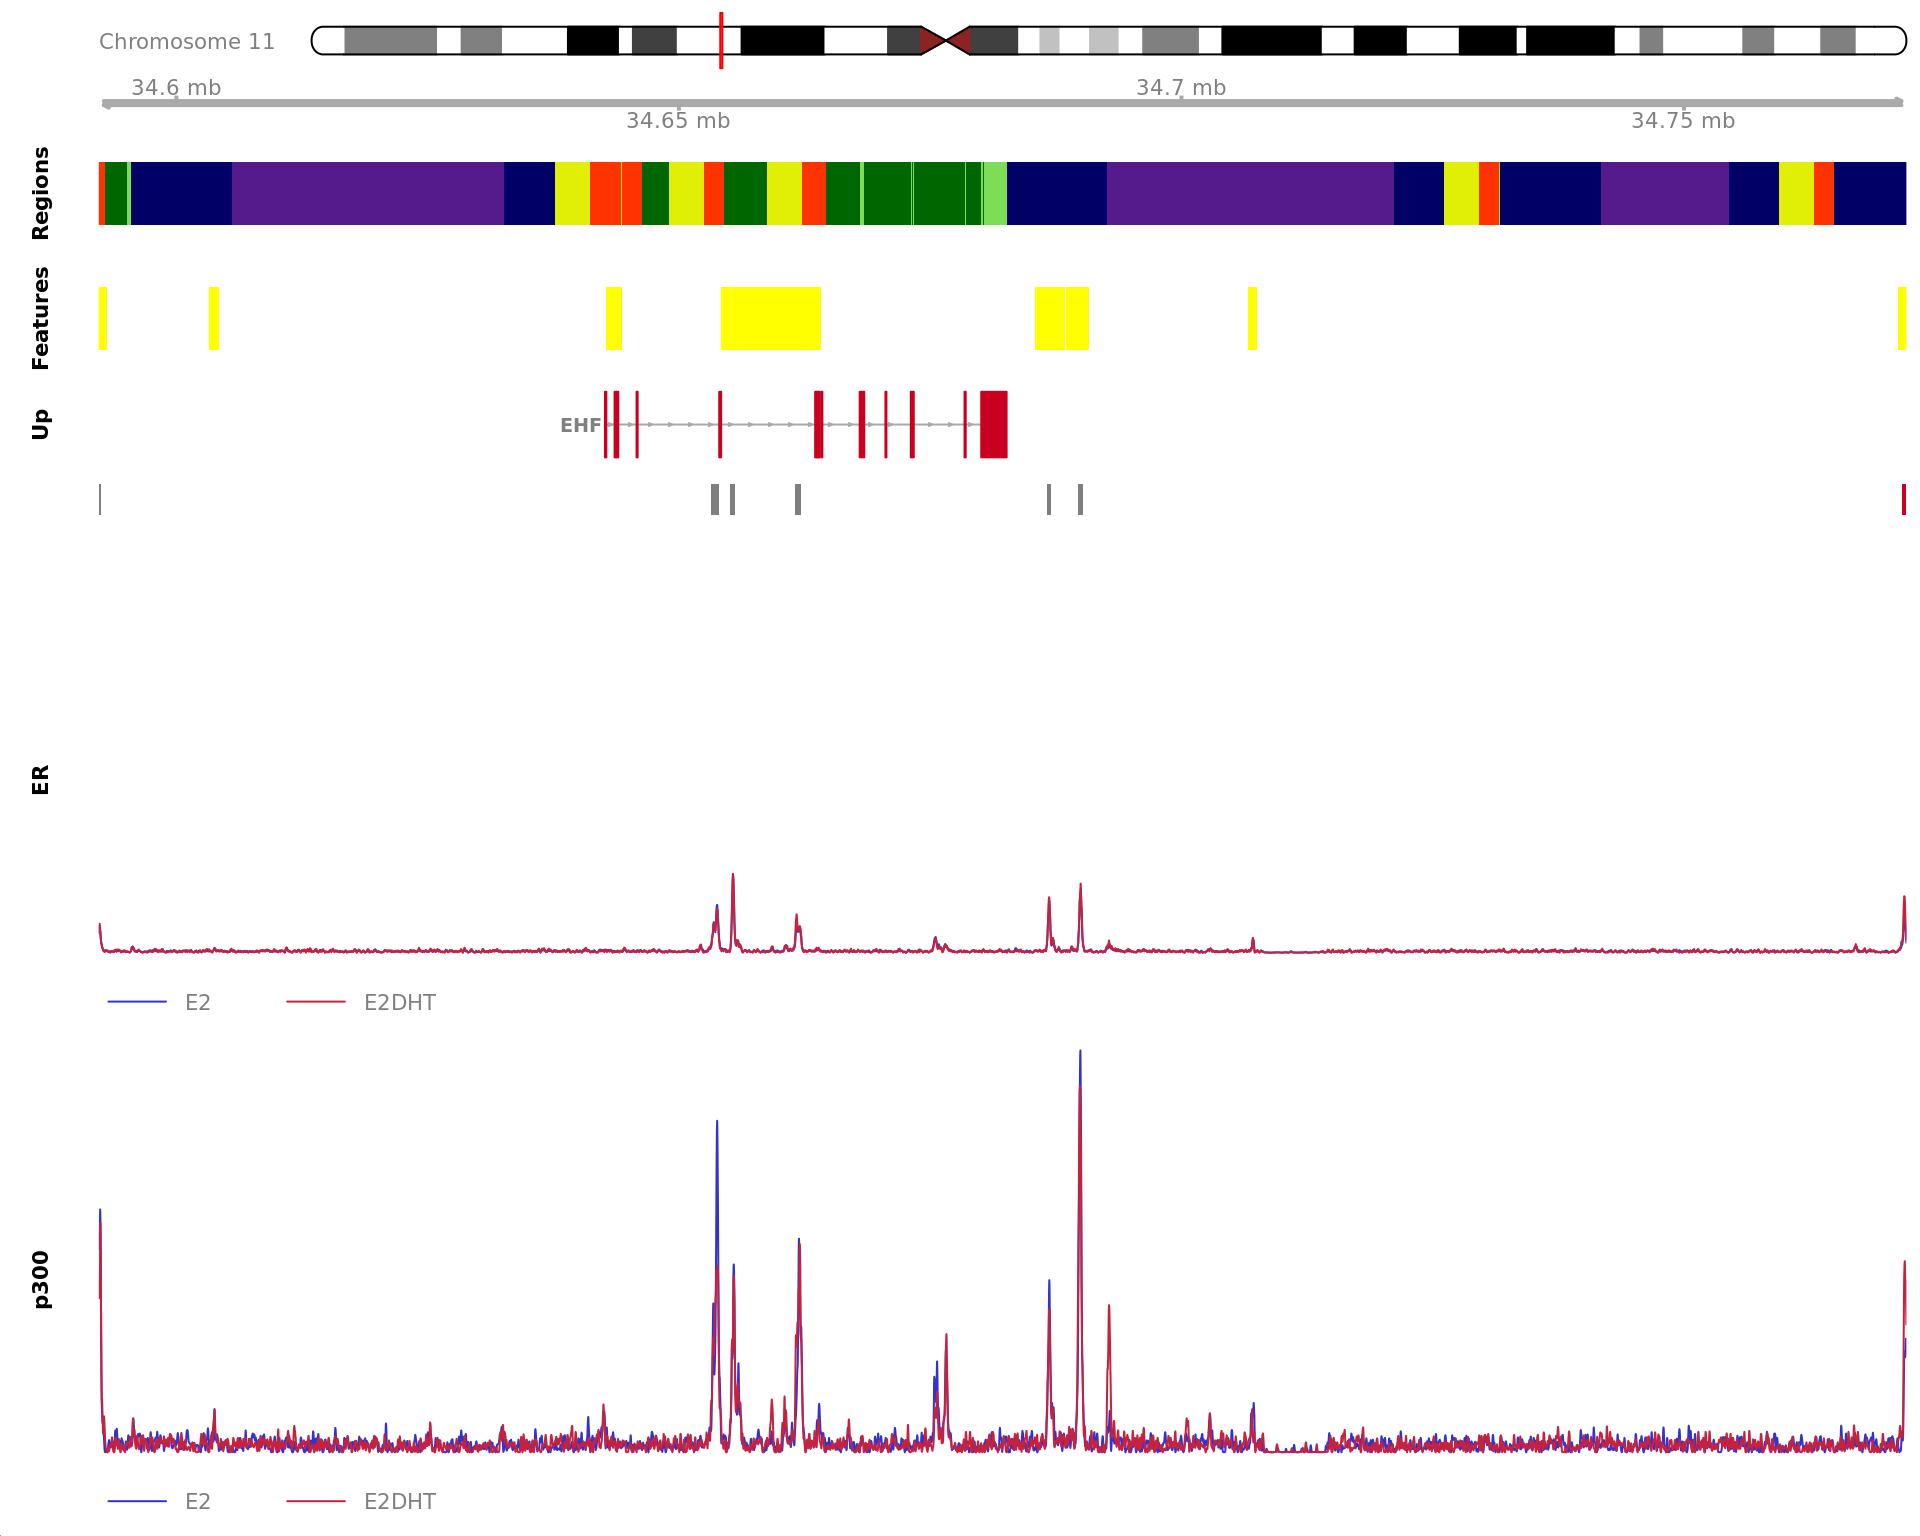 Chromosome 11
34.6 mb
34.7 mb
34.65 mb
34.75 mb
Regions
Features
Up
EHF
ER
E2
E2DHT
p300
E2
E2DHT